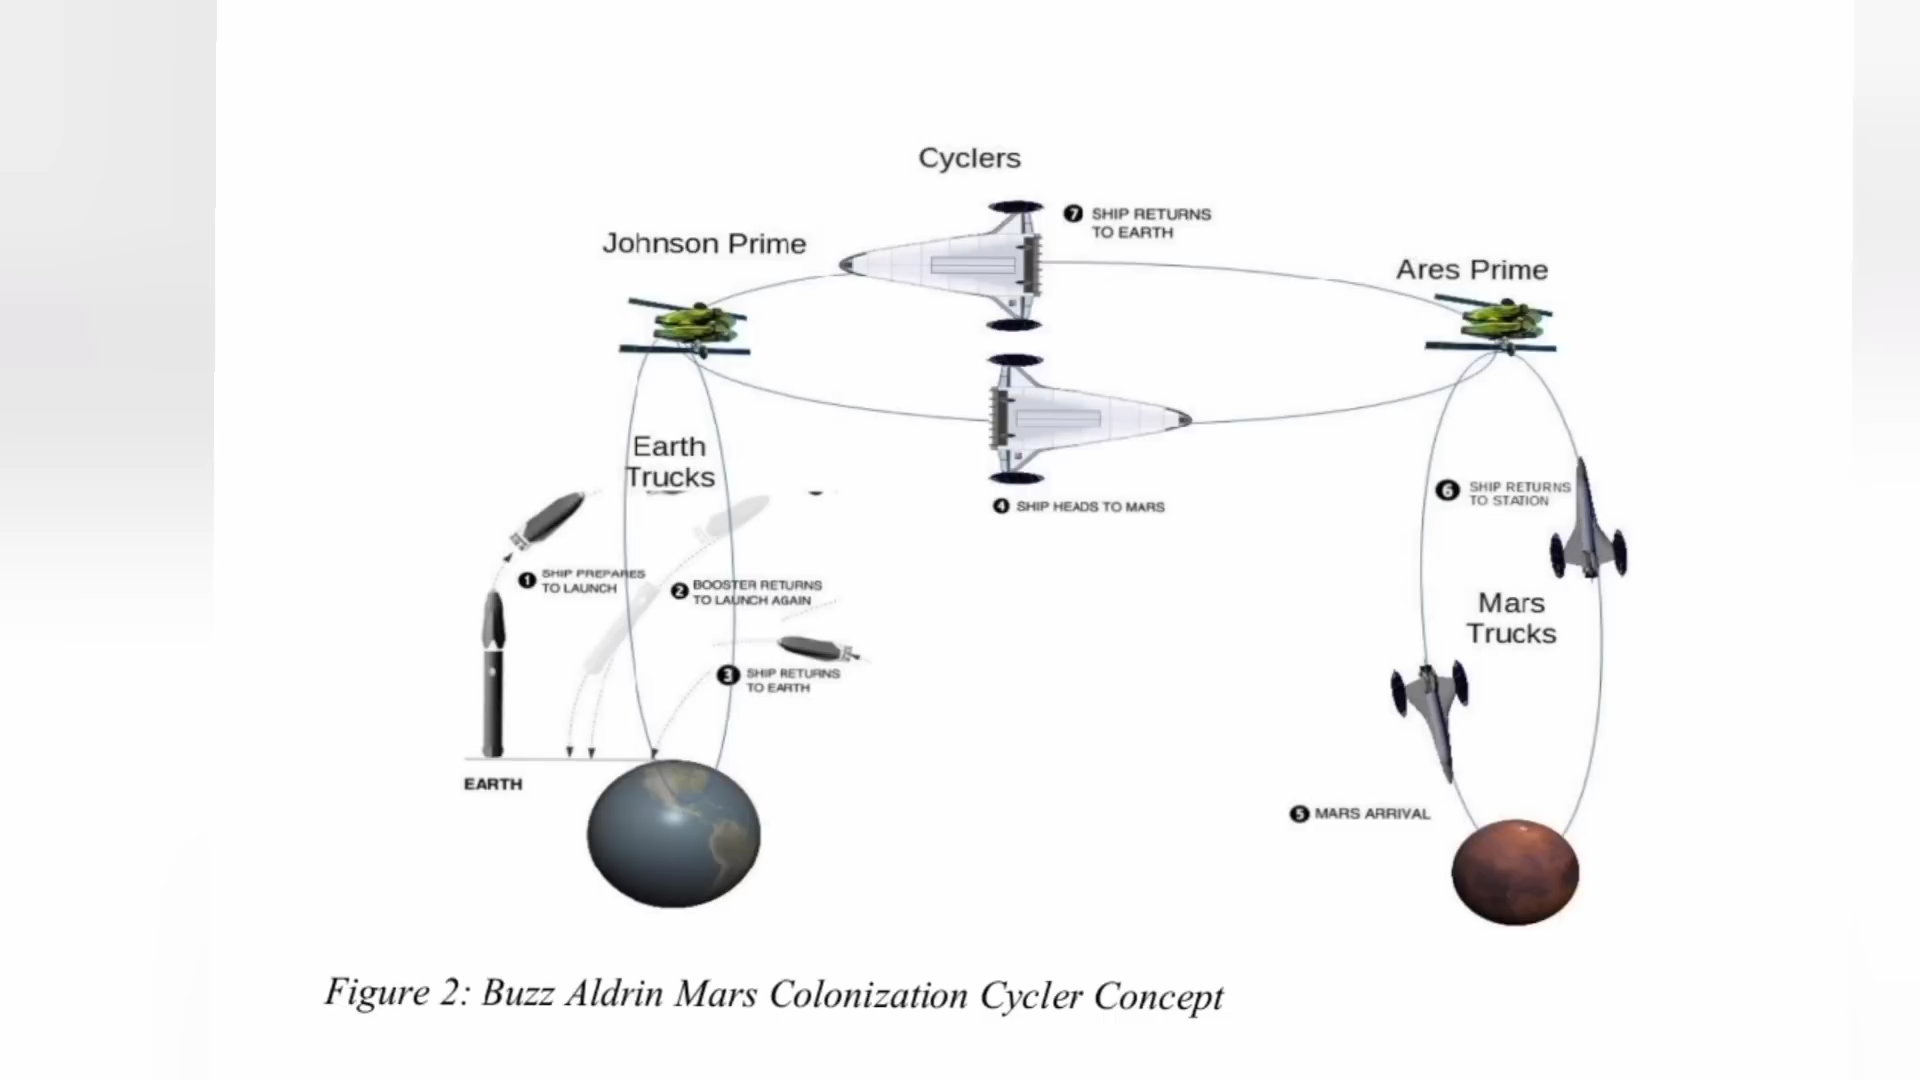 Cyclers
7 SHIP RETURNS
TO EARTH
Johnson Prime
Ares Prime
Earth
Trucks
4 SHIP HEADS TO MARS
6 SHIP RETURNS
TO STATION
1 SHIP PREPARES
TO LAUNCH
2 BOOSTER RETURNS
TO LAUNCH AGAIN
Mars
Trucks
3 SHIP RETURNS
TO EARTH
EARTH
5 MARS ARRIVAL
Figure 2: Buzz Aldrin Mars Colonization Cycler Concept